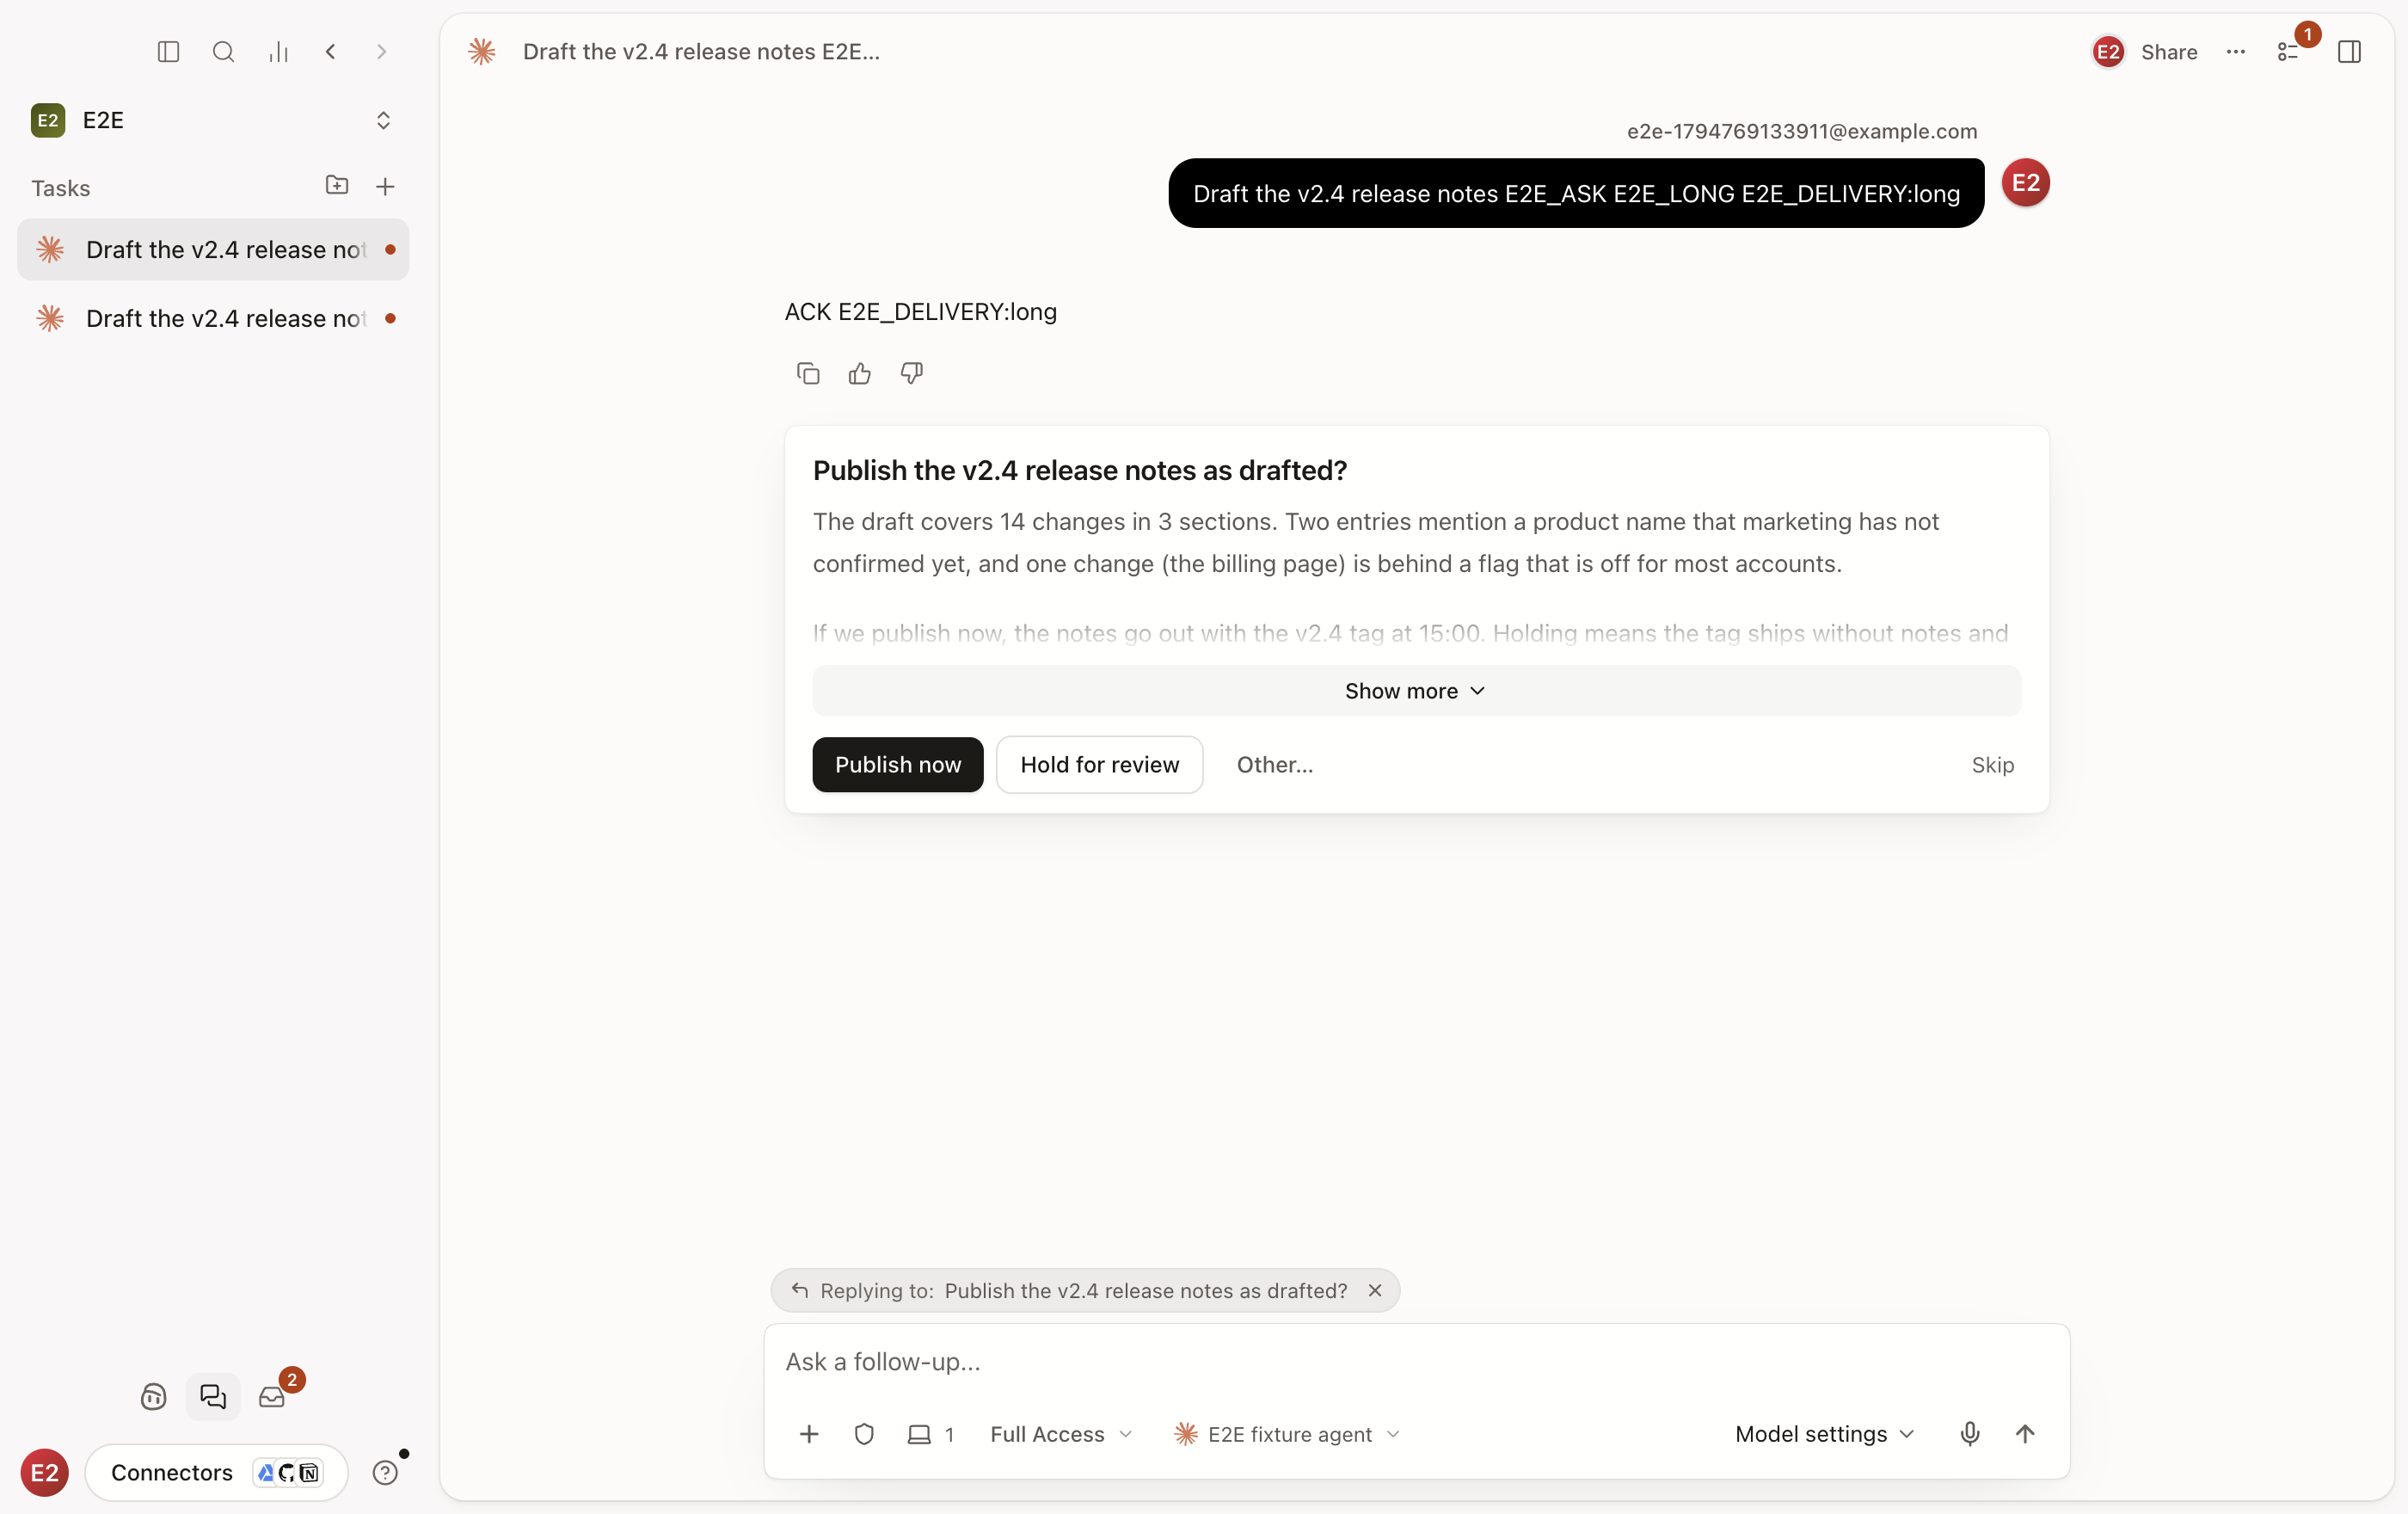 Draft the v2.4 release notes E2E...
E2 Share
1
E2 E2E
Tasks
Draft the v2.4 release not
Draft the v2.4 release not
e2e-1794769133911@example.com
Draft the v2.4 release notes E2E_ASK E2E_LONG E2E_DELIVERY:long
E2
ACK E2E_DELIVERY:long
Publish the v2.4 release notes as drafted?
The draft covers 14 changes in 3 sections. Two entries mention a product name that marketing has not
confirmed yet, and one change (the billing page) is behind a flag that is off for most accounts.
If we publish now, the notes go out with the v2.4 tag at 15:00. Holding means the tag ships without notes and
Show more
Publish now Hold for review Other... Skip
Replying to: Publish the v2.4 release notes as drafted?
Ask a follow-up...
1 Full Access E2E fixture agent Model settings
2
E2 Connectors